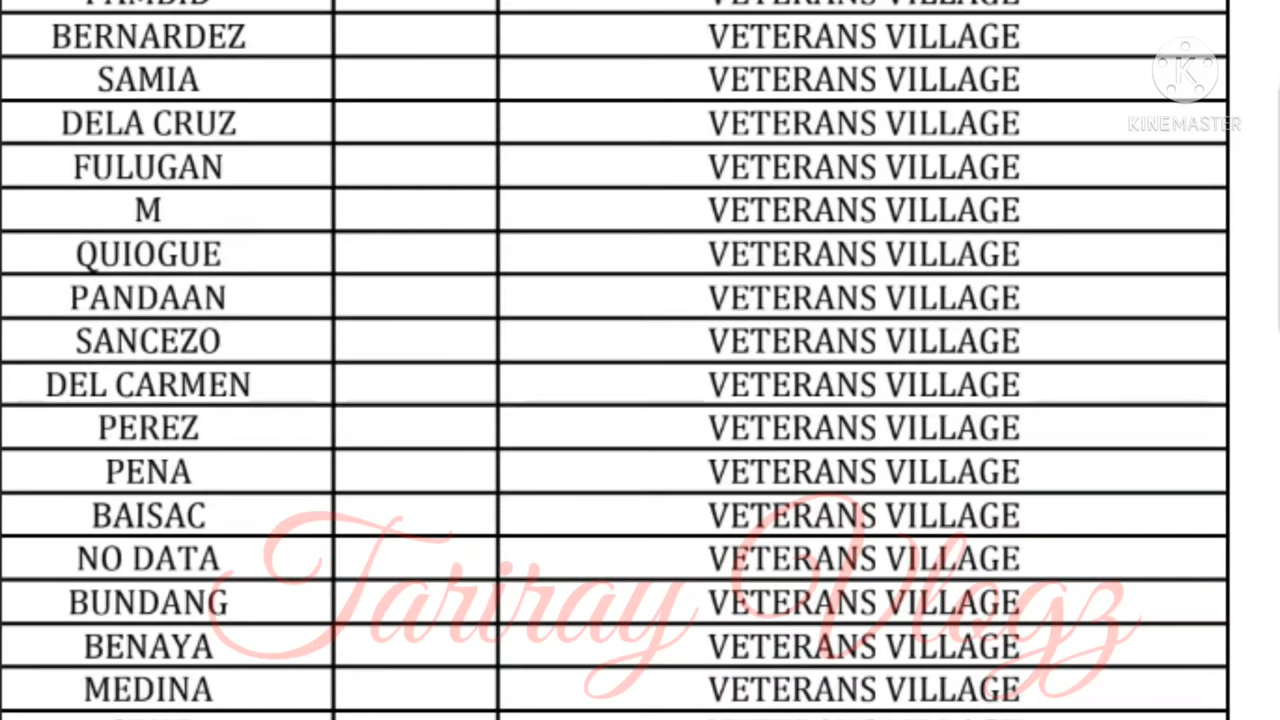 VETERANS VILLAGE
BERNARDEZ VETERANS VILLAGE
SAMIA VETERANS VILLAGE
DELA CRUZ VETERANS VILLAGE
FULUGAN VETERANS VILLAGE
M VETERANS VILLAGE
QUIOGUE VETERANS VILLAGE
PANDAAN VETERANS VILLAGE
SANCEZO VETERANS VILLAGE
DEL CARMEN VETERANS VILLAGE
PEREZ VETERANS VILLAGE
PENA VETERANS VILLAGE
BAISAC VETERANS VILLAGE
NO DATA VETERANS VILLAGE
BUNDANG VETERANS VILLAGE
BENAYA VETERANS VILLAGE
MEDINA VETERANS VILLAGE
K
KINEMASTER
Tariray Vlogz